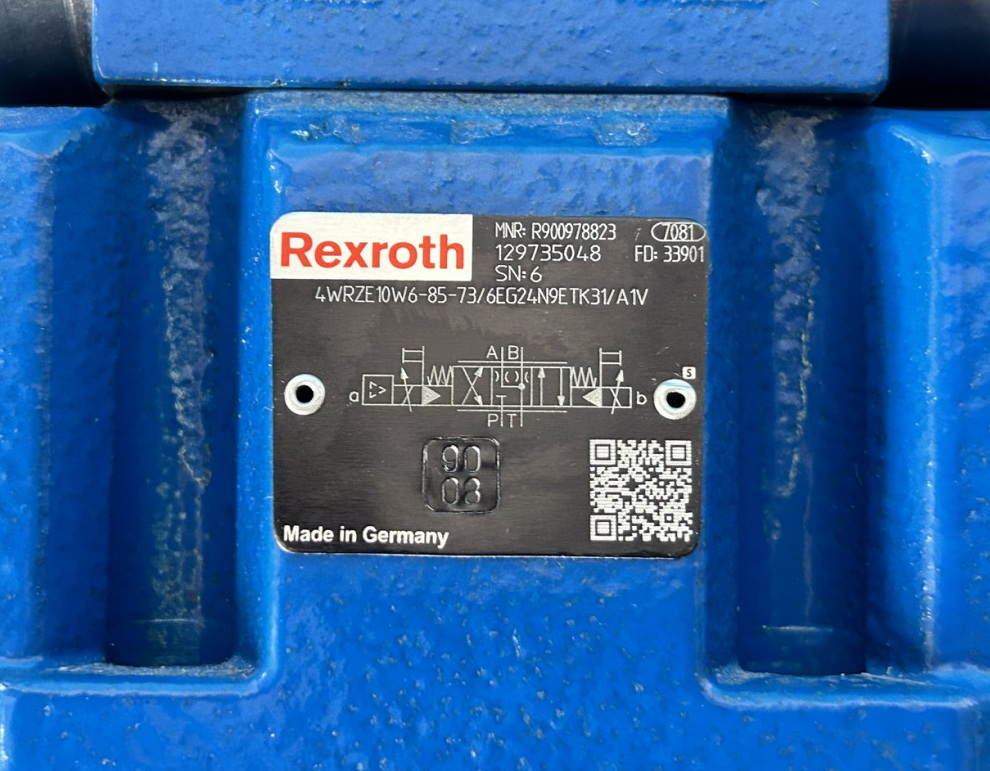 Rexroth
MNR: R900978823 7081
129735048 FD: 33901
SN: 6
4WRZE10W6-85-73/6EG24N9ETK31/A1V
A B
S
a b
P T
90
08
Made in Germany